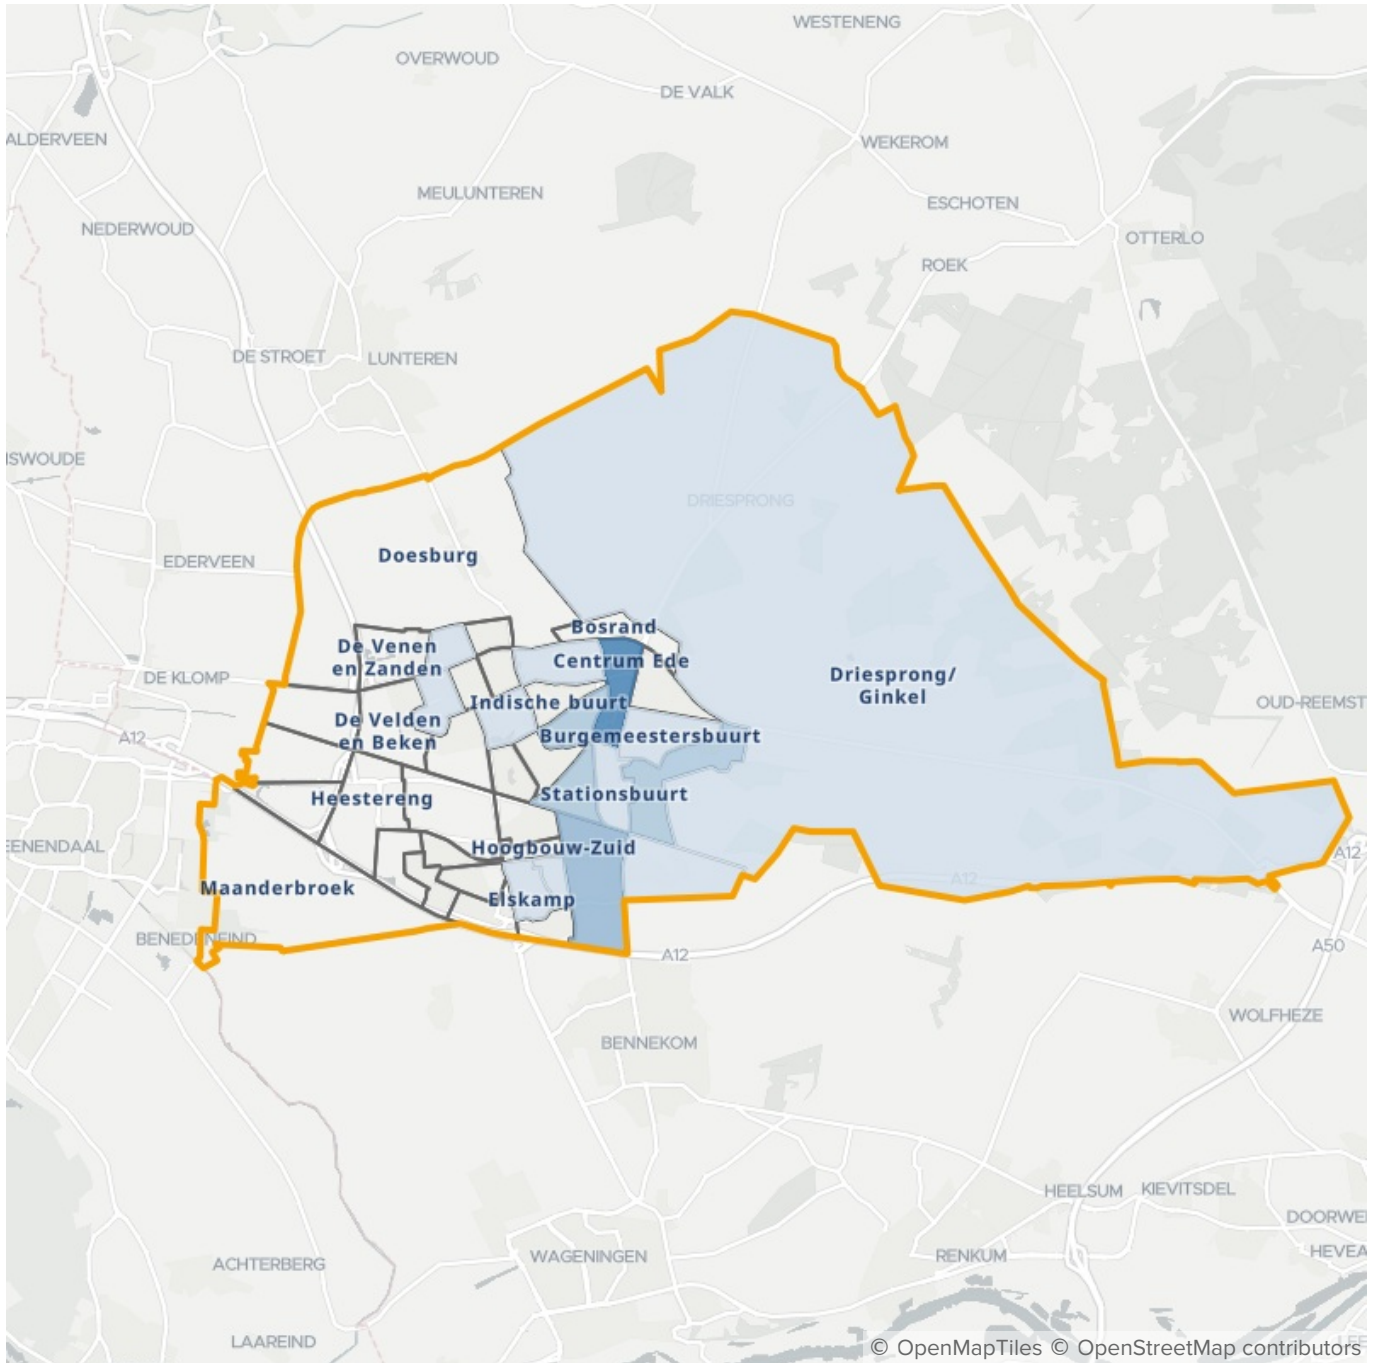 WESTENENG
OVERWOUD
DE VALK
ALDERVEEN
WEKEROM
MEULUNTEREN
ESCHOTEN
NEDERWOUD
OTTERLO
ROEK
DE STROET
LUNTEREN
ISWOUDE
DRIESPRONG
EDERVEEN
Doesburg
Bosrand
De Venen
en Zanden
Centrum Ede
DE KLOMP
Driesprong/
Ginkel
Indische buurt
OUD-REEMST
De Velden
en Beken
A12
Burgemeestersbuurt
Heestereng
Stationsbuurt
EENENDAAL
Hoogbouw-Zuid
A12
Maanderbroek
Elskamp
A12
BENEDENEIND
A12
A50
WOLFHEZE
BENNEKOM
HEELSUM
KIEVITSDEL
DOORWE
ACHTERBERG
WAGENINGEN
RENKUM
HEVEA
LAAREIND
LEE
© OpenMapTiles © OpenStreetMap contributors